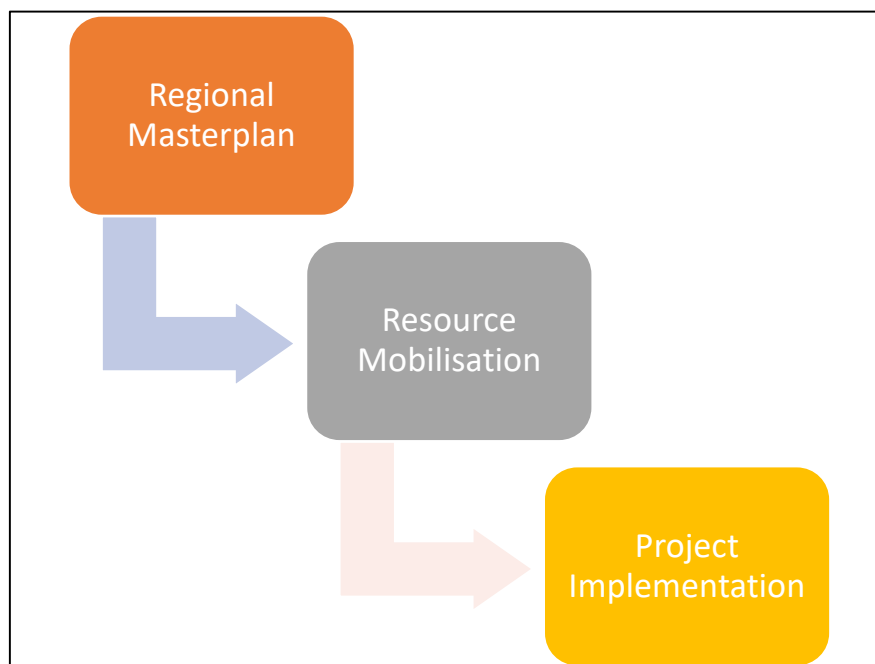 Regional
Masterplan
Resource
Mobilisation
Project
Implementation